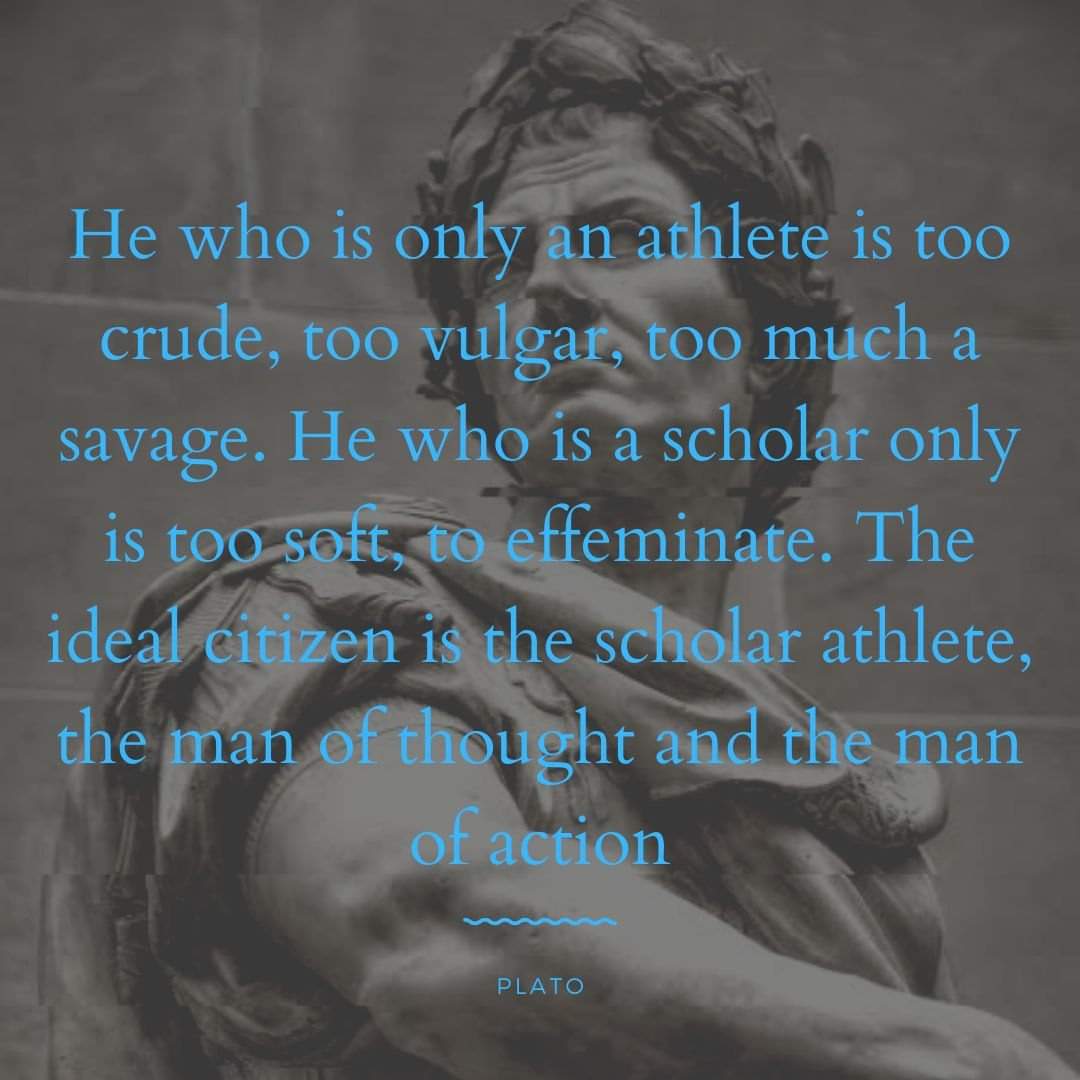 He who is only an athlete is too
crude, too vulgar, too much a
savage. He who is a scholar only
is too soft, to effeminate. The
ideal citizen is the scholar athlete,
the man of thought and the man
of action
PLATO